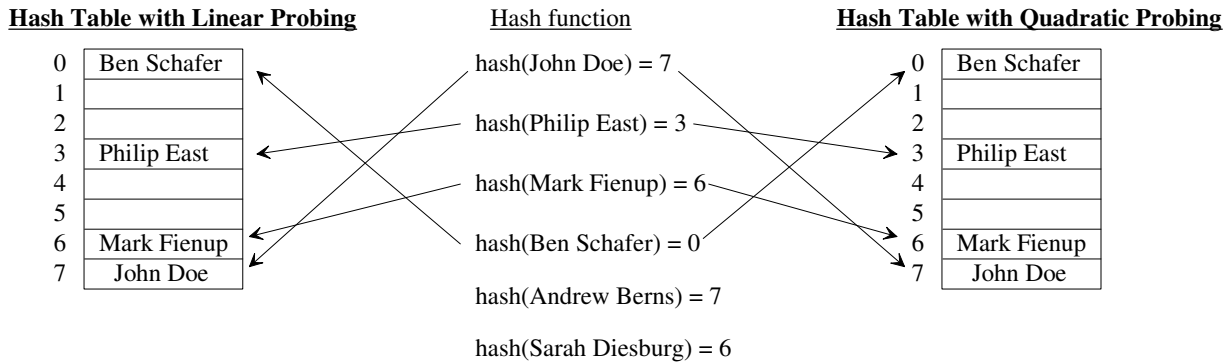 Hash Table with Linear Probing
0 Ben Schafer
1
2
3 Philip East
4
5
6 Mark Fienup
7 John Doe
Hash function
hash(John Doe) = 7
hash(Philip East) = 3
hash(Mark Fienup) = 6
hash(Ben Schafer) = 0
hash(Andrew Berns) = 7
hash(Sarah Diesburg) = 6
Hash Table with Quadratic Probing
0 Ben Schafer
1
2
3 Philip East
4
5
6 Mark Fienup
7 John Doe